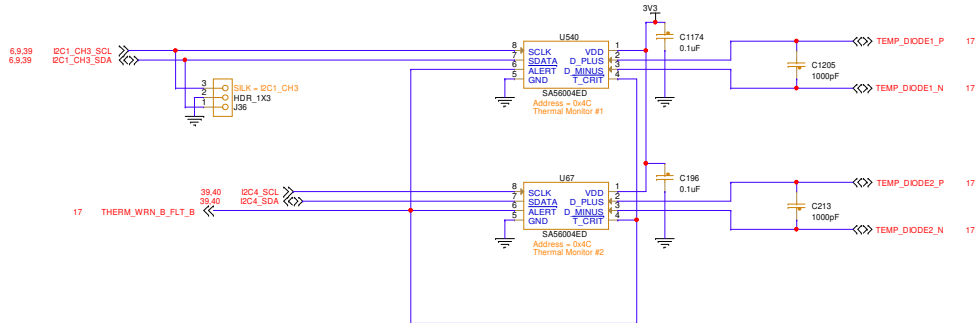 3V3
U540
C1174
0.1uF
6,9,39 I2C1_CH3_SCL
6,9,39 I2C1_CH3_SDA
8 SCLK VDD 1
7 SDATA D_PLUS 2
6 ALERT D_MINUS 3
5 GND T_CRIT 4
SA56004ED
Address = 0x4C
Thermal Monitor #1
TEMP_DIODE1_P 17
C1205
1000pF
TEMP_DIODE1_N 17
3 SILK = I2C1_CH3
2 HDR_1X3
1 J36
U67
C196
0.1uF
39,40 I2C4_SCL
39,40 I2C4_SDA
17 THERM_WRN_B_FLT_B
8 SCLK VDD 1
7 SDATA D_PLUS 2
6 ALERT D_MINUS 3
5 GND T_CRIT 4
SA56004ED
Address = 0x4C
Thermal Monitor #2
TEMP_DIODE2_P 17
C213
1000pF
TEMP_DIODE2_N 17